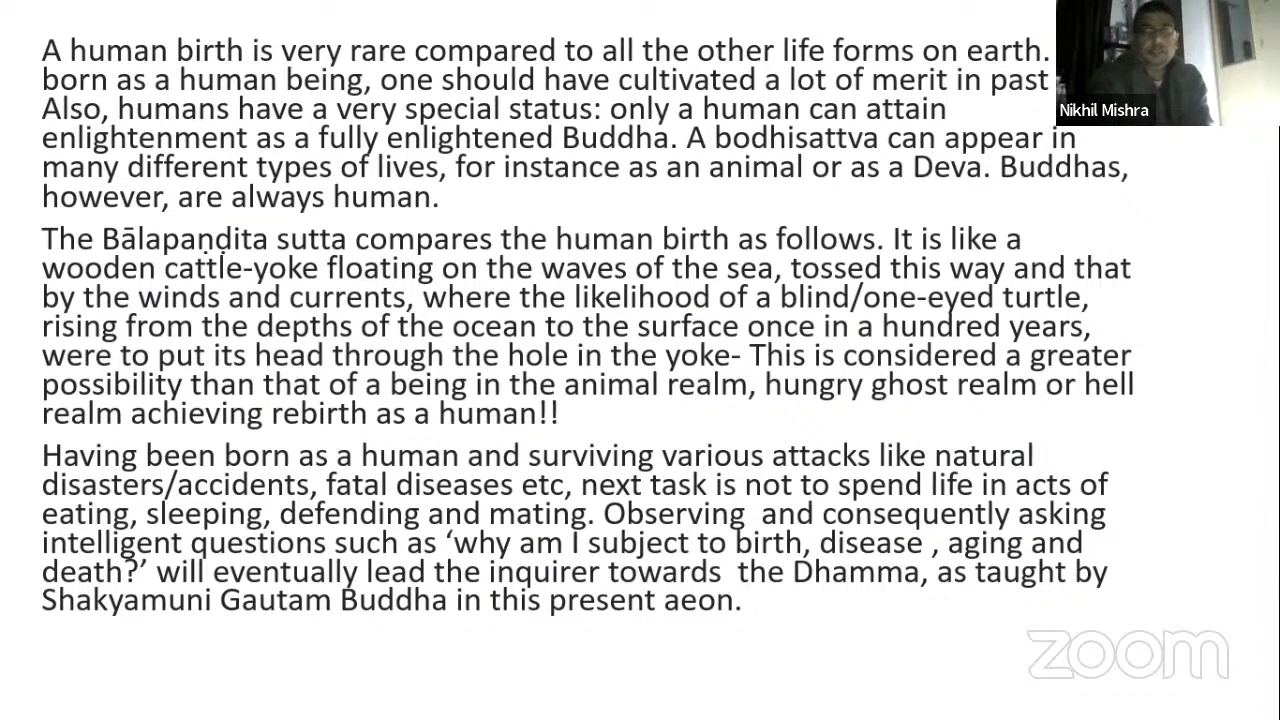 A human birth is very rare compared to all the other life forms on earth.
born as a human being, one should have cultivated a lot of merit in past
Also, humans have a very special status: only a human can attain
enlightenment as a fully enlightened Buddha. A bodhisattva can appear in
many different types of lives, for instance as an animal or as a Deva. Buddhas,
however, are always human.
The Bālapaṇḍita sutta compares the human birth as follows. It is like a
wooden cattle-yoke floating on the waves of the sea, tossed this way and that
by the winds and currents, where the likelihood of a blind/one-eyed turtle,
rising from the depths of the ocean to the surface once in a hundred years,
were to put its head through the hole in the yoke- This is considered a greater
possibility than that of a being in the animal realm, hungry ghost realm or hell
realm achieving rebirth as a human!!
Having been born as a human and surviving various attacks like natural
disasters/accidents, fatal diseases etc, next task is not to spend life in acts of
eating, sleeping, defending and mating. Observing  and consequently asking
intelligent questions such as ‘why am I subject to birth, disease , aging and
death?’ will eventually lead the inquirer towards  the Dhamma, as taught by
Shakyamuni Gautam Buddha in this present aeon.
Nikhil Mishra
zoom